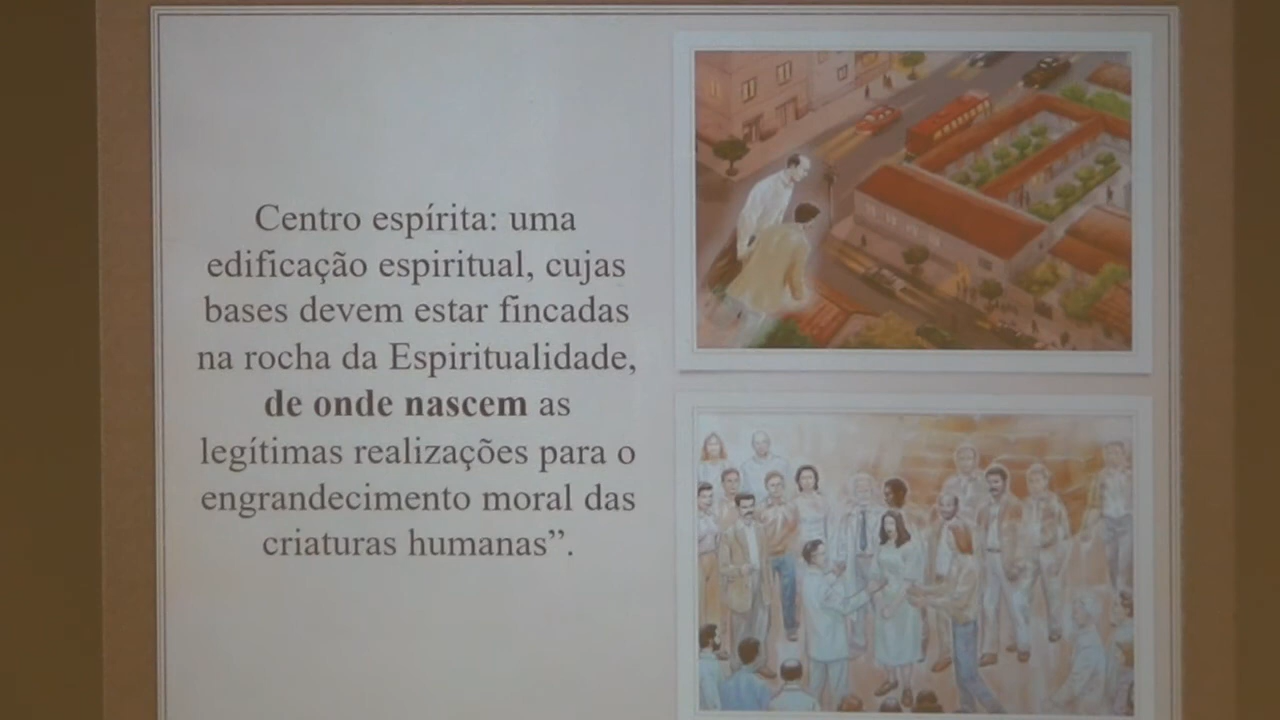 Centro espírita: uma
edificação espiritual, cujas
bases devem estar fincadas
na rocha da Espiritualidade,
de onde nascem as
legítimas realizações para o
engrandecimento moral das
criaturas humanas”.